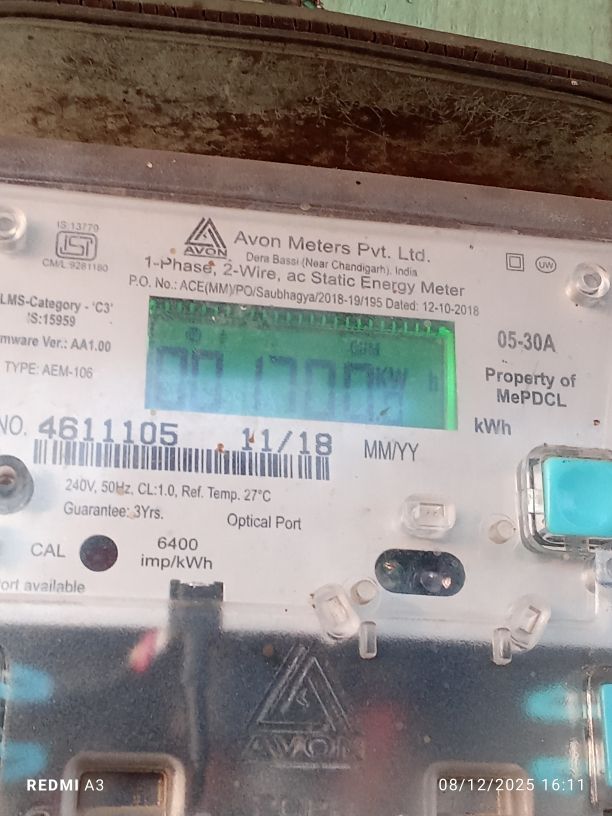 IS:13779
ISI
CM/L 9281180
AVON
Avon Meters Pvt. Ltd.
Dera Bassi (Near Chandigarh), India
1-Phase, 2-Wire, ac Static Energy Meter
P.O. No.: ACE(MM)/PO/Saubhagya/2018-19/195 Dated: 12-10-2018
UW
LMS-Category - 'C3'
IS:15959
mware Ver.: AA1.00
TYPE: AEM-106
CUM
KW h
05-30A
Property of
MePDCL
kWh
NO. 4611105 11/18 MM/YY
240V, 50Hz, CL:1.0, Ref. Temp. 27°C
Guarantee: 3Yrs.
Optical Port
CAL
6400
imp/kWh
ort available
AVON
REDMI A3
08/12/2025 16:11